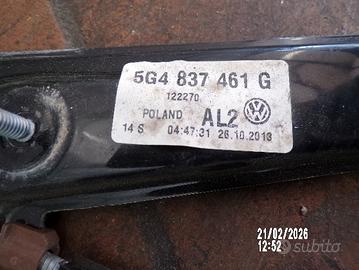 5G4 837 461 G
122270
POLAND AL2
14 S 04:47:31 26.10.2013
21/02/2026
12:52
subito